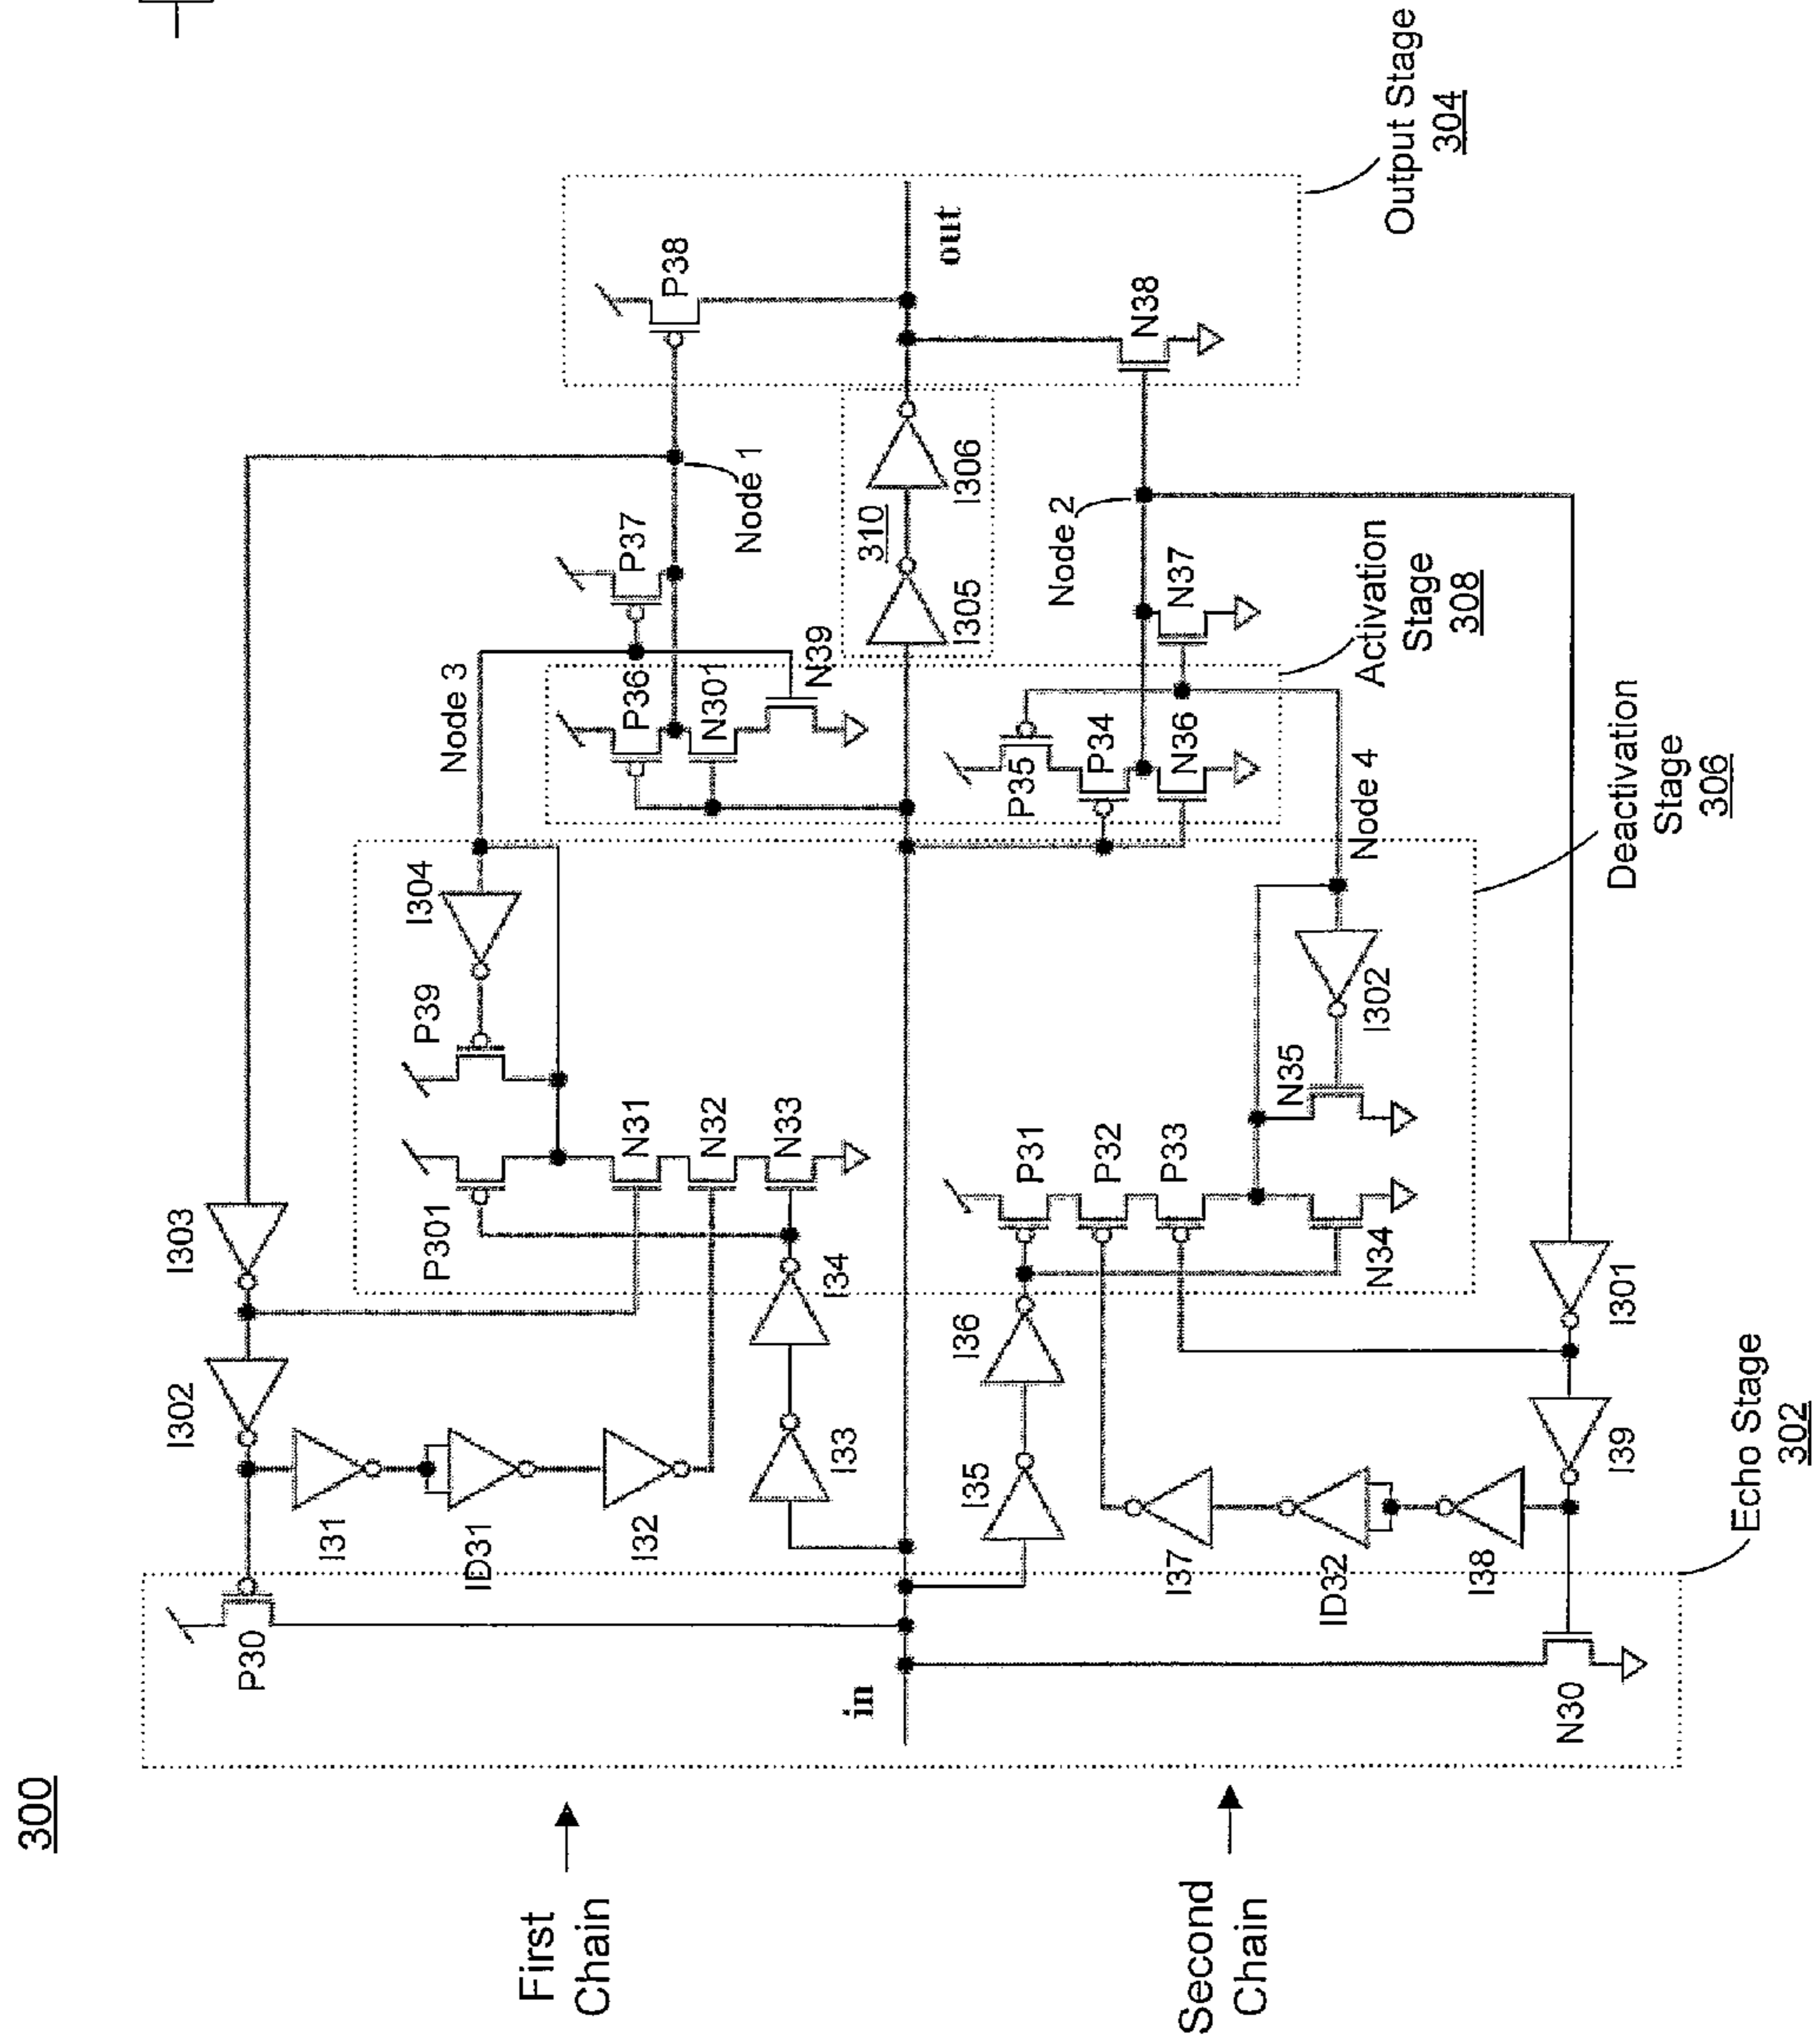 300
First
Chain
Second
Chain
Echo Stage
302
Deactivation
Stage
306
Activation
Stage
308
Output Stage
304
in
out
P30
N30
I302
I303
I31
ID31
I32
I33
I34
P301
P39
I304
N31
N32
N33
Node 3
P36
P37
N301
N39
Node 1
P38
310
I305
I306
I35
I36
I37
ID32
I38
I39
I301
P31
P32
P33
N34
N35
I302
Node 4
P35
P34
N36
N37
Node 2
N38